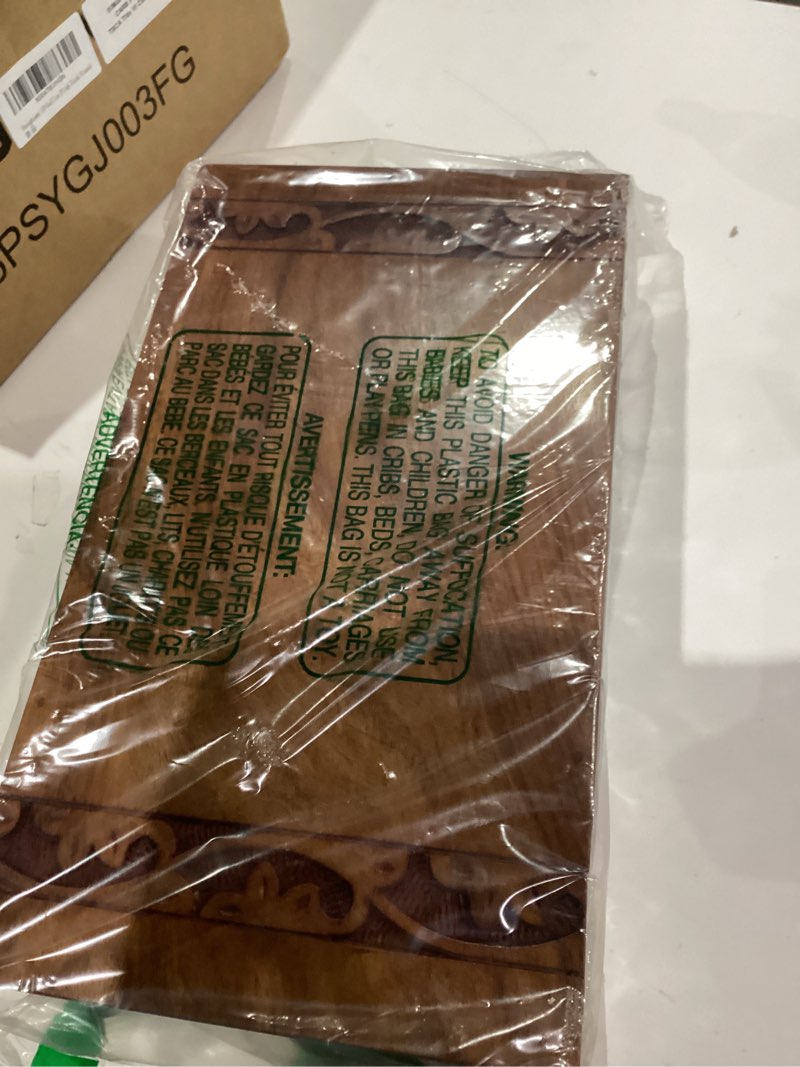 PSYGJ003FG
WARNING:
TO AVOID DANGER OF SUFFOCATION,
KEEP THIS PLASTIC BAG AWAY FROM
BABIES AND CHILDREN, DO NOT USE
THIS BAG IN CRIBS, BEDS, CARRIAGES
OR PLAYPENS. THIS BAG IS NOT A TOY.
AVERTISSEMENT:
POUR ÉVITER TOUT RISQUE D'ÉTOUFFEMENT
GARDEZ CE SAC EN PLASTIQUE LOIN DE
BÉBÉS ET LES ENFANTS. N'UTILISEZ PAS CE
SAC DANS LES BERCEAUX, LITS, CHARIOTS OU
PARC AU BÉBÉ. CE SAC N'EST PAS UN JOUET
ADVERTENCIA: